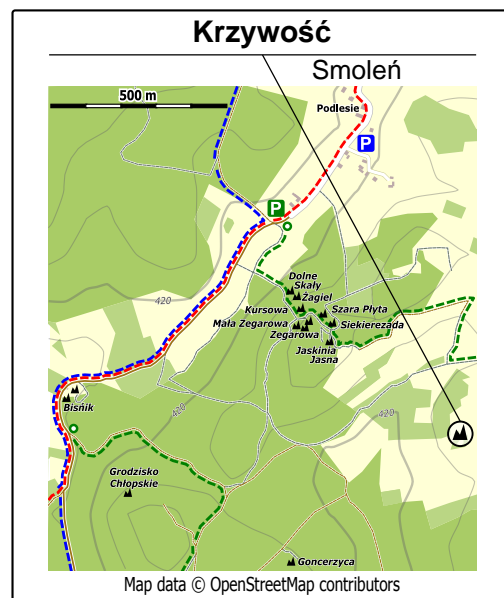 Krzywość
Smoleń
500 m
Podlesie
P
P
Dolne
Skały
Żagiel
420
Kursowa
Szara Płyta
Mała Zegarowa
Siekierezada
Zegarowa
Jaskinia
Jasna
Biśnik
420
420
Grodzisko
Chłopskie
Goncerzyca
Map data © OpenStreetMap contributors